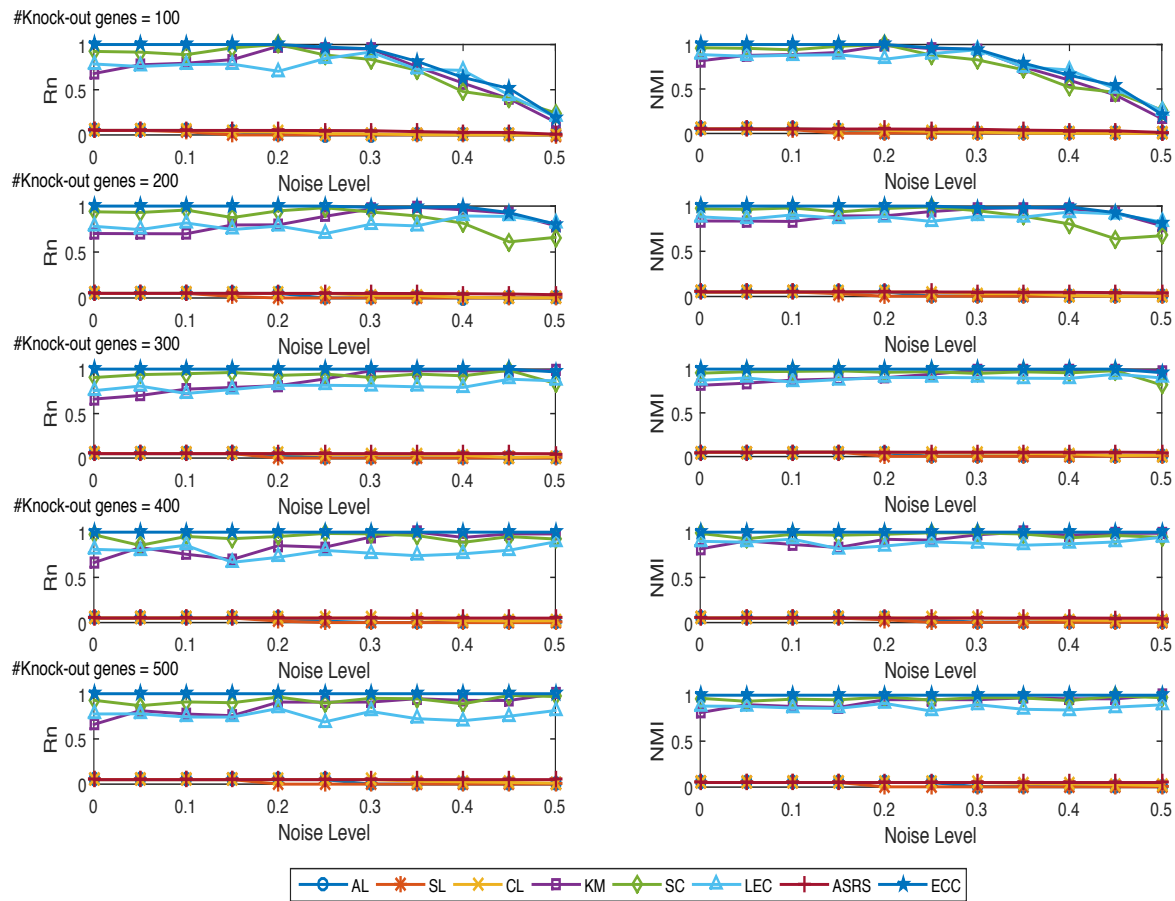 #Knock-out genes = 100
1
0.5
0
Rn
0 0.1 0.2 0.3 0.4 0.5
Noise Level
1
0.5
0
NMI
0 0.1 0.2 0.3 0.4 0.5
Noise Level
#Knock-out genes = 200
1
0.5
0
Rn
0 0.1 0.2 0.3 0.4 0.5
Noise Level
1
0.5
0
NMI
0 0.1 0.2 0.3 0.4 0.5
Noise Level
#Knock-out genes = 300
1
0.5
0
Rn
0 0.1 0.2 0.3 0.4 0.5
Noise Level
1
0.5
0
NMI
0 0.1 0.2 0.3 0.4 0.5
Noise Level
#Knock-out genes = 400
1
0.5
0
Rn
0 0.1 0.2 0.3 0.4 0.5
Noise Level
1
0.5
0
NMI
0 0.1 0.2 0.3 0.4 0.5
Noise Level
#Knock-out genes = 500
1
0.5
0
Rn
0 0.1 0.2 0.3 0.4 0.5
Noise Level
1
0.5
0
NMI
0 0.1 0.2 0.3 0.4 0.5
Noise Level
AL SL CL KM SC LEC ASRS ECC